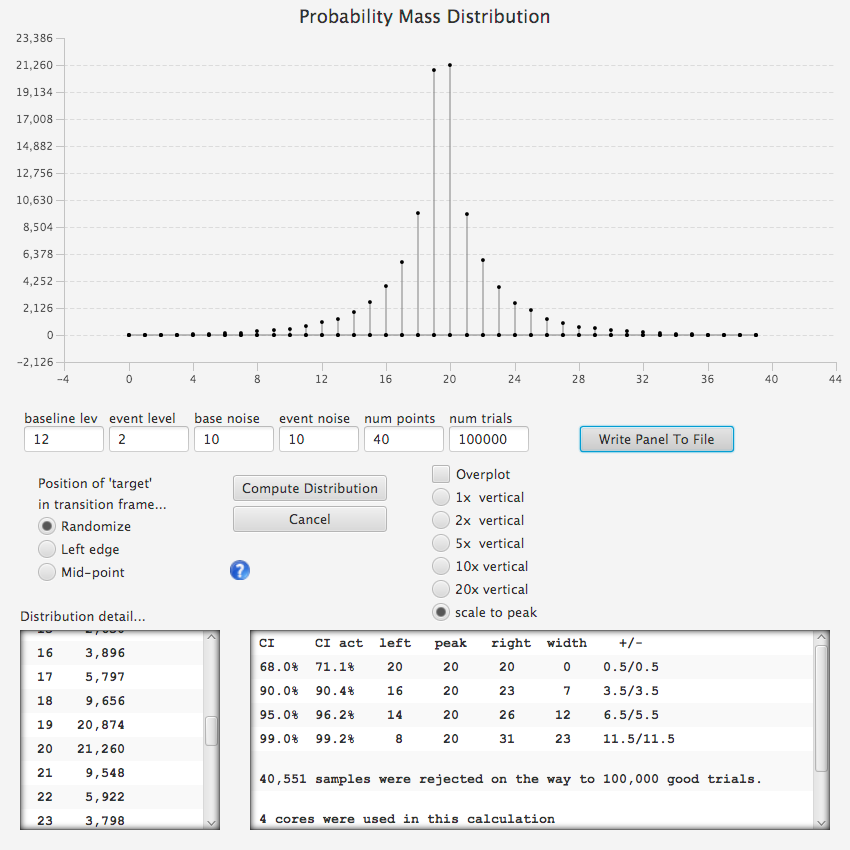 Probability Mass Distribution
23,386
21,260
19,134
17,008
14,882
12,756
10,630
8,504
6,378
4,252
2,126
0
−2,126
−4 0 4 8 12 16 20 24 28 32 36 40 44
baseline lev event level base noise event noise num points num trials
12 2 10 10 40 100000 Write Panel To File
Position of 'target'
in transition frame...
Randomize
Left edge
Mid-point
Compute Distribution
Cancel
?
Overplot
1x vertical
2x vertical
5x vertical
10x vertical
20x vertical
scale to peak
Distribution detail...
16 3,896
17 5,797
18 9,656
19 20,874
20 21,260
21 9,548
22 5,922
23 3,798
CI CI act left peak right width +/-
68.0% 71.1% 20 20 20 0 0.5/0.5
90.0% 90.4% 16 20 23 7 3.5/3.5
95.0% 96.2% 14 20 26 12 6.5/5.5
99.0% 99.2% 8 20 31 23 11.5/11.5
40,551 samples were rejected on the way to 100,000 good trials.
4 cores were used in this calculation